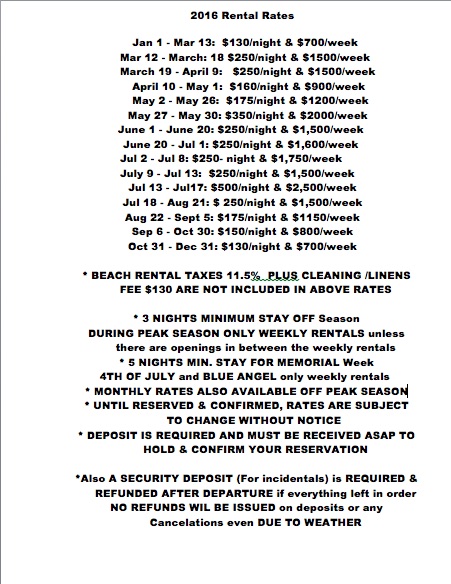 2016 Rental Rates
Jan 1 - Mar 13: $130/night & $700/week
Mar 12 - March: 18 $250/night & $1500/week
March 19 - April 9: $250/night & $1500/week
April 10 - May 1: $160/night & $900/week
May 2 - May 26: $175/night & $1200/week
May 27 - May 30: $350/night & $2000/week
June 1 - June 20: $250/night & $1,500/week
June 20 - Jul 1: $250/night & $1,600/week
Jul 2 - Jul 8: $250- night & $1,750/week
July 9 - Jul 13: $250/night & $1,500/week
Jul 13 - Jul17: $500/night & $2,500/week
Jul 18 - Aug 21: $ 250/night & $1,500/week
Aug 22 - Sept 5: $175/night & $1150/week
Sep 6 - Oct 30: $150/night & $800/week
Oct 31 - Dec 31: $130/night & $700/week
* BEACH RENTAL TAXES 11.5% PLUS CLEANING /LINENS
FEE $130 ARE NOT INCLUDED IN ABOVE RATES
* 3 NIGHTS MINIMUM STAY OFF Season
DURING PEAK SEASON ONLY WEEKLY RENTALS unless
there are openings in between the weekly rentals
* 5 NIGHTS MIN. STAY FOR MEMORIAL Week
4TH OF JULY and BLUE ANGEL only weekly rentals
* MONTHLY RATES ALSO AVAILABLE OFF PEAK SEASON
* UNTIL RESERVED & CONFIRMED, RATES ARE SUBJECT
TO CHANGE WITHOUT NOTICE
* DEPOSIT IS REQUIRED AND MUST BE RECEIVED ASAP TO
HOLD & CONFIRM YOUR RESERVATION
*Also A SECURITY DEPOSIT (For incidentals) is REQUIRED &
REFUNDED AFTER DEPARTURE if everything left in order
NO REFUNDS WIL BE ISSUED on deposits or any
Cancelations even DUE TO WEATHER